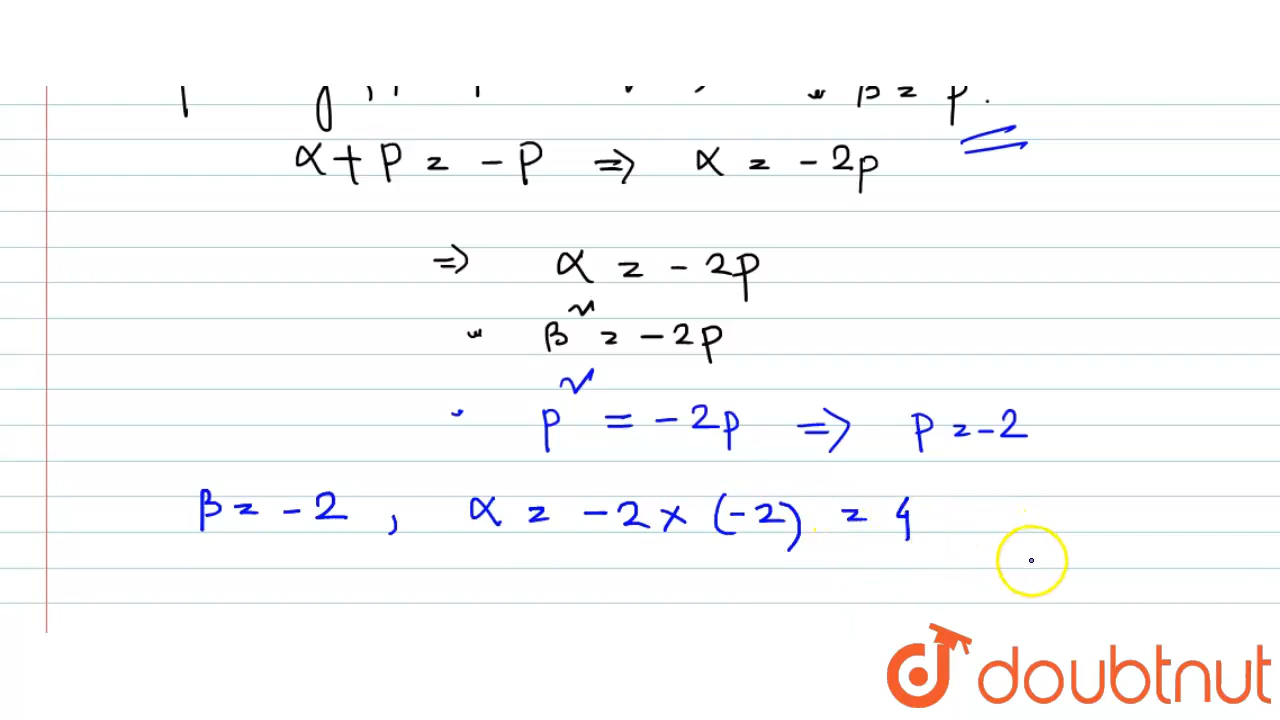 β = p.
α + p = -p ⇒ α = -2p
⇒ α = -2p
β² = -2p
p² = -2p ⇒ p = -2
β = -2, α = -2 × (-2) = 4
doubtnut